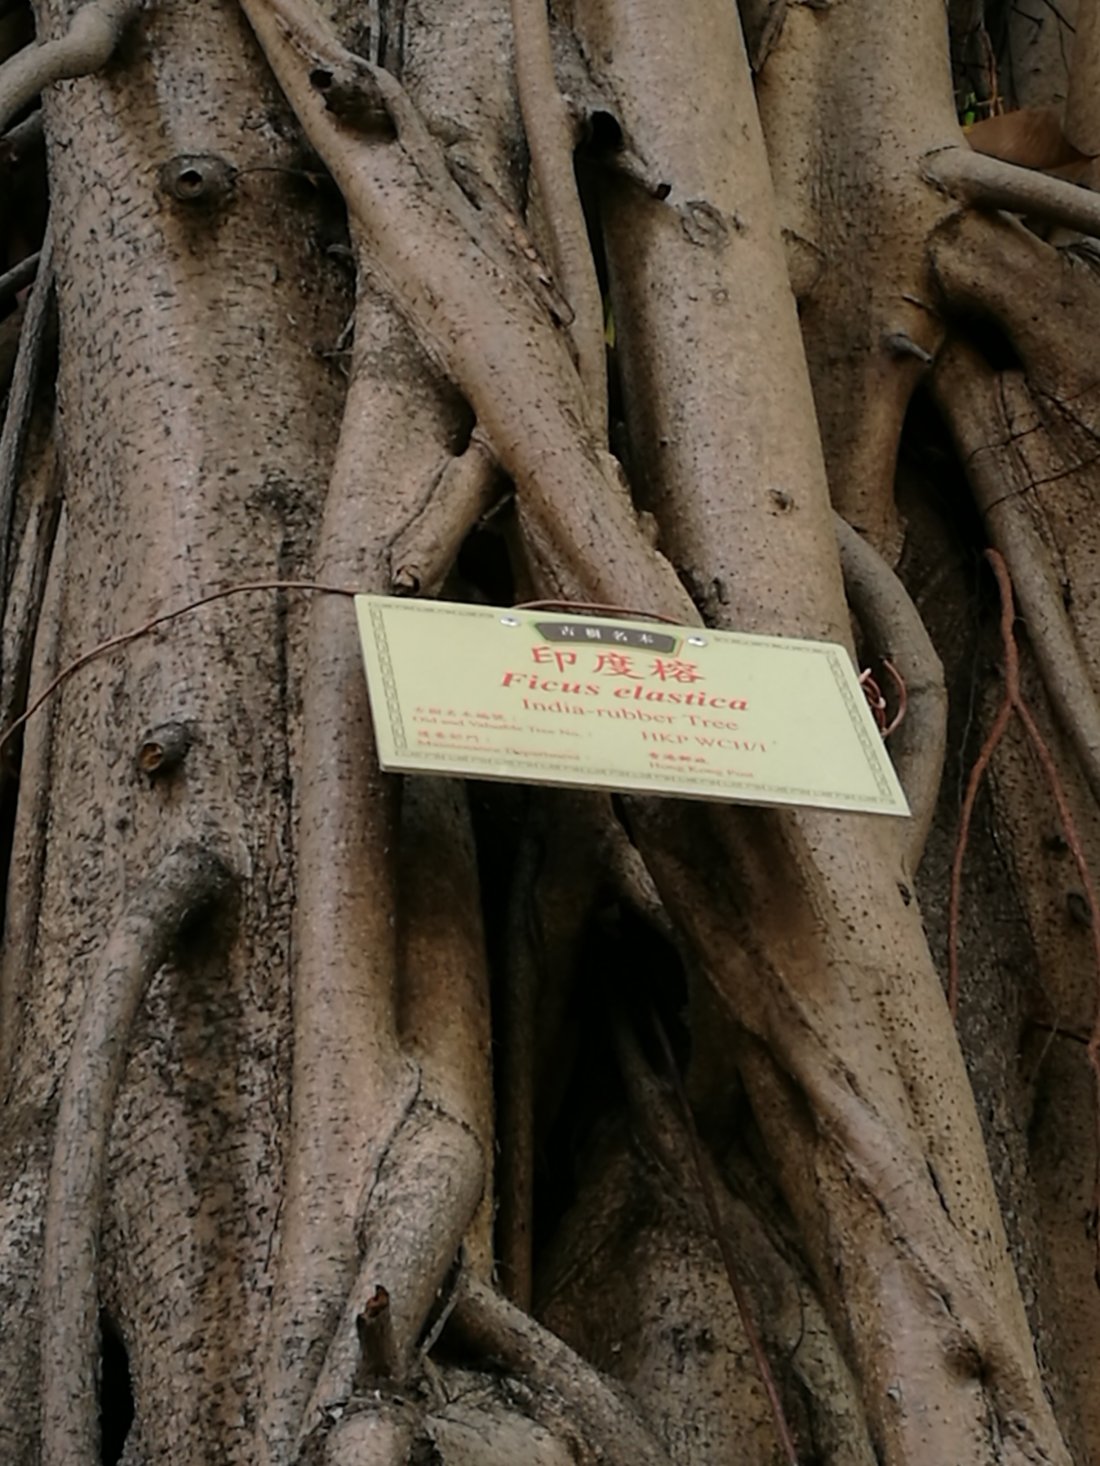 古樹名木
印度榕
Ficus elastica
India-rubber Tree
古樹名木編號：
Old and Valuable Tree No. : HKP WCH/1
護養部門： 香港郵政
Maintenance Department : Hong Kong Post